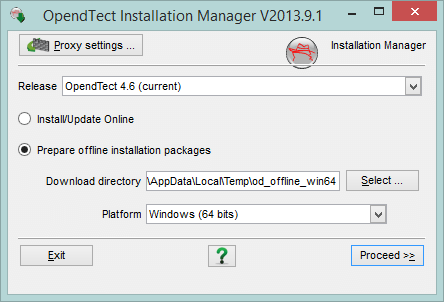 OpendTect Installation Manager V2013.9.1
Proxy settings ...
Installation Manager
Release OpendTect 4.6 (current)
Install/Update Online
Prepare offline installation packages
Download directory \AppData\Local\Temp\od_offline_win64 Select ...
Platform Windows (64 bits)
Exit ? Proceed >>